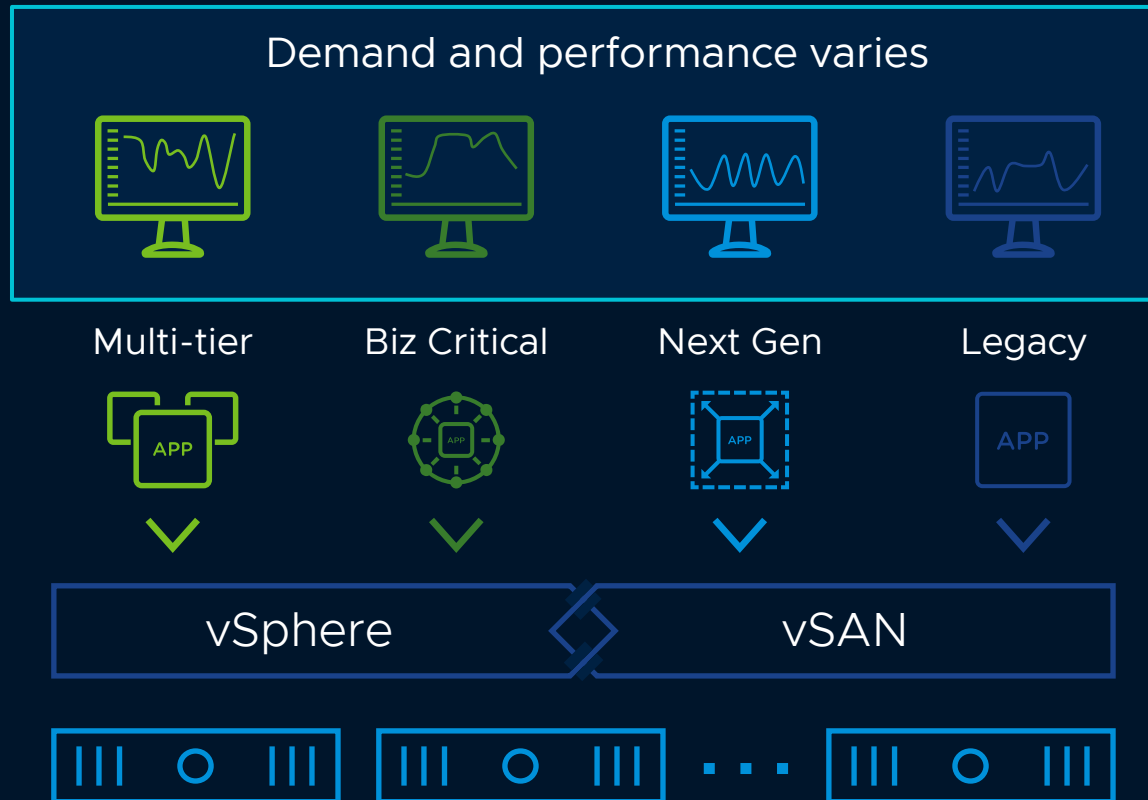 Demand and performance varies
Multi-tier Biz Critical Next Gen Legacy
APP APP APP APP
vSphere vSAN